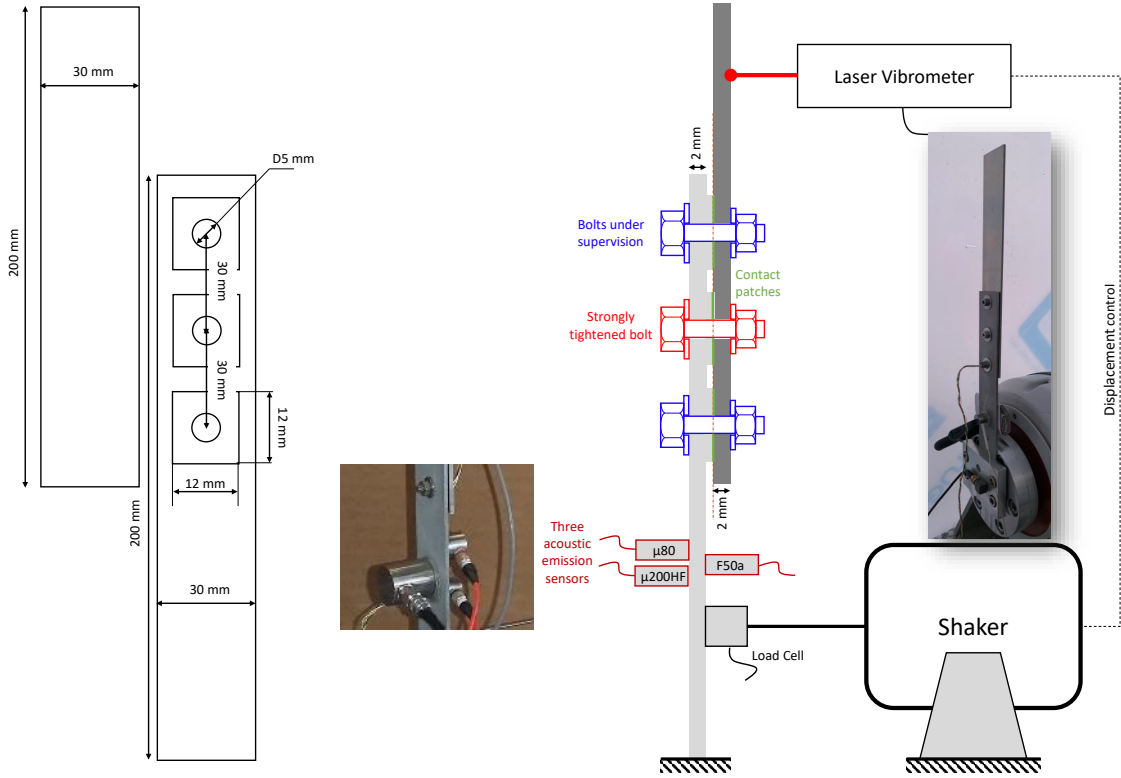 30 mm
200 mm
D5 mm
30 mm
30 mm
12 mm
12 mm
200 mm
30 mm
2 mm
Bolts under
supervision
Contact
patches
Strongly
tightened bolt
2 mm
Three
acoustic
emission
sensors
µ80
µ200HF
F50a
Load Cell
Laser Vibrometer
Displacement control
Shaker